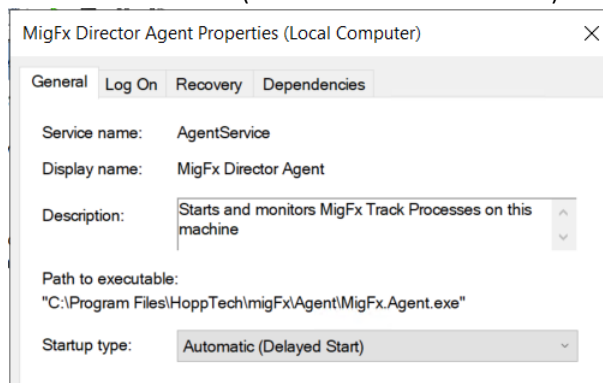 MigFx Director Agent Properties (Local Computer)
General Log On Recovery Dependencies
Service name: AgentService
Display name: MigFx Director Agent
Description: Starts and monitors MigFx Track Processes on this
machine
Path to executable:
"C:\Program Files\HoppTech\migFx\Agent\MigFx.Agent.exe"
Startup type: Automatic (Delayed Start)